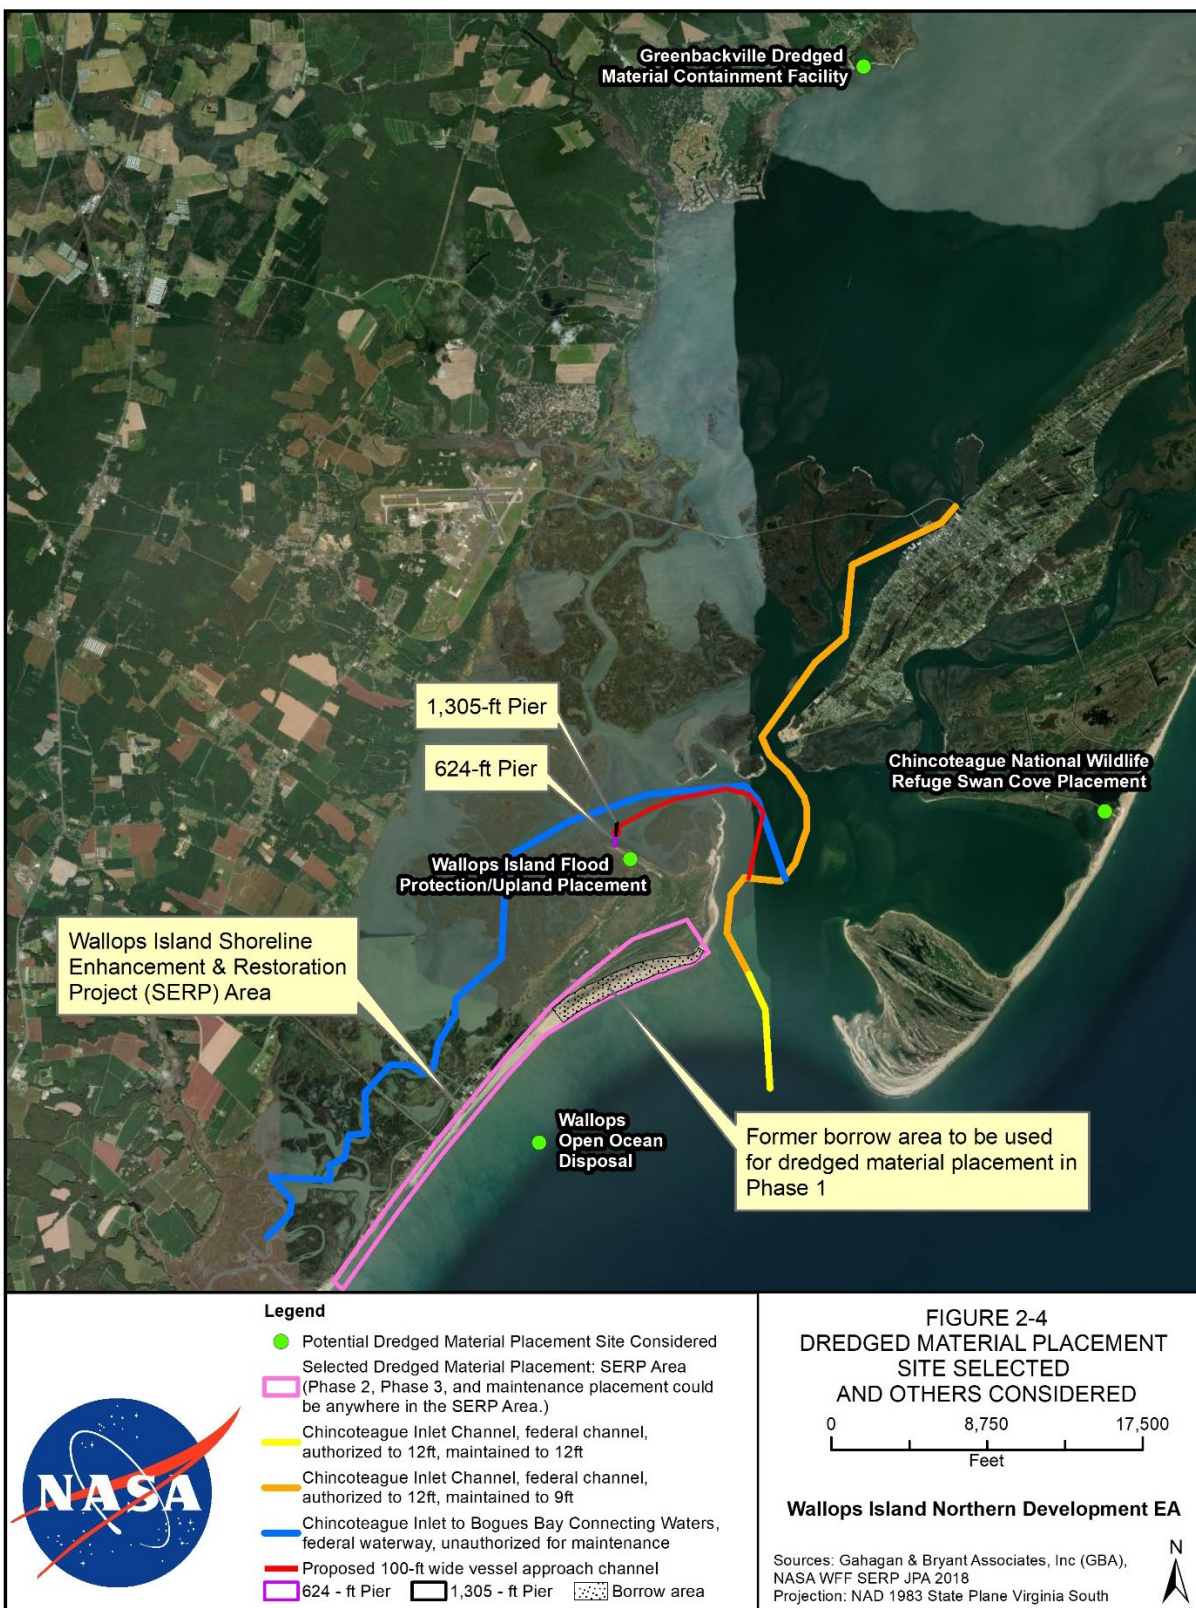 Greenbackville Dredged
Material Containment Facility
1,305-ft Pier
624-ft Pier
Chincoteague National Wildlife
Refuge Swan Cove Placement
Wallops Island Flood
Protection/Upland Placement
Wallops Island Shoreline
Enhancement & Restoration
Project (SERP) Area
Wallops
Open Ocean
Disposal
Former borrow area to be used
for dredged material placement in
Phase 1
NASA
Legend
Potential Dredged Material Placement Site Considered
Selected Dredged Material Placement: SERP Area
(Phase 2, Phase 3, and maintenance placement could
be anywhere in the SERP Area.)
Chincoteague Inlet Channel, federal channel,
authorized to 12ft, maintained to 12ft
Chincoteague Inlet Channel, federal channel,
authorized to 12ft, maintained to 9ft
Chincoteague Inlet to Bogues Bay Connecting Waters,
federal waterway, unauthorized for maintenance
Proposed 100-ft wide vessel approach channel
624 - ft Pier 1,305 - ft Pier Borrow area
FIGURE 2-4
DREDGED MATERIAL PLACEMENT
SITE SELECTED
AND OTHERS CONSIDERED
0 8,750 17,500
Feet
Wallops Island Northern Development EA
Sources: Gahagan & Bryant Associates, Inc (GBA),
NASA WFF SERP JPA 2018
Projection: NAD 1983 State Plane Virginia South
N